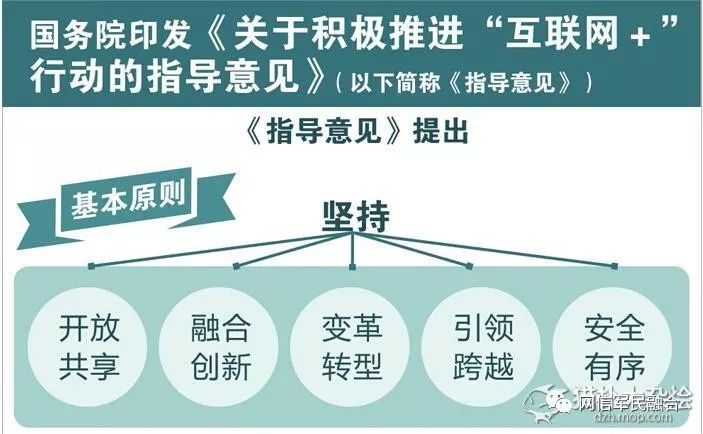 国务院印发《关于积极推进“互联网+”
行动的指导意见》(以下简称《指导意见》)
《指导意见》提出
基本原则
坚持
开放
共享
融合
创新
变革
转型
引领
跨越
安全
有序
网信军民融合
dzh.mop.com